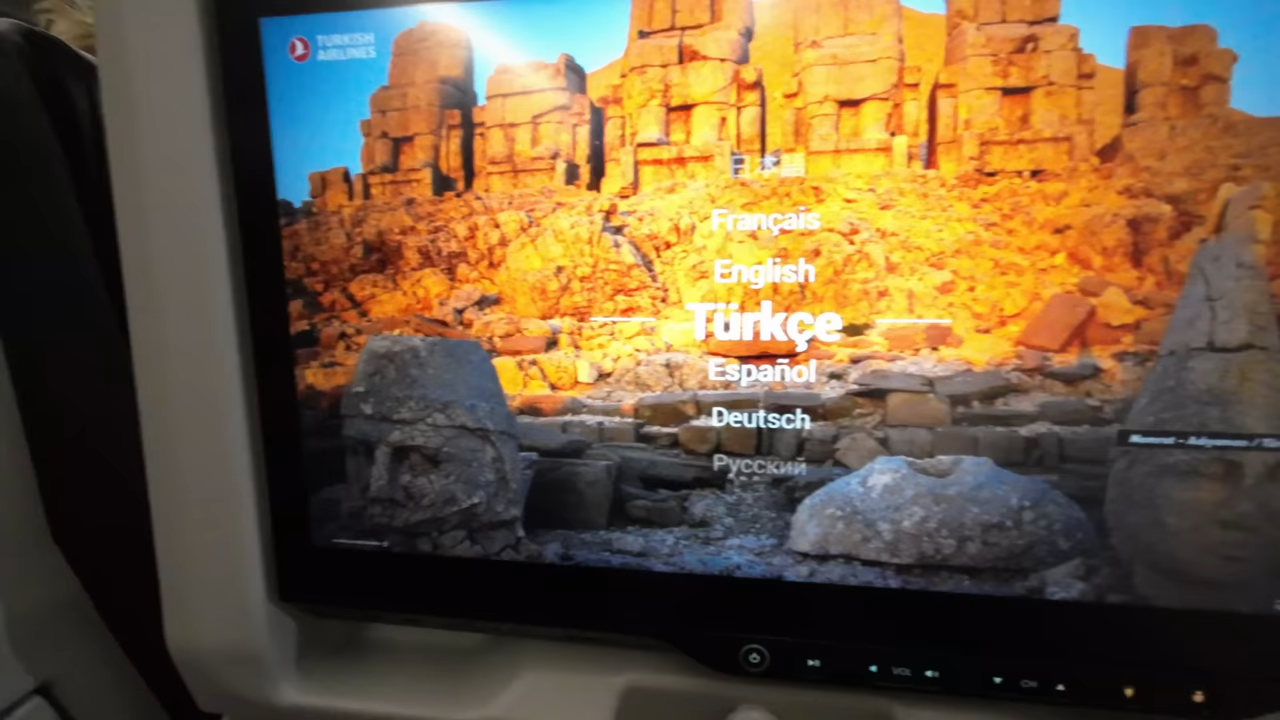 TURKISH
AIRLINES
日本語
Français
English
Türkçe
Español
Deutsch
Русский
VOL
CH